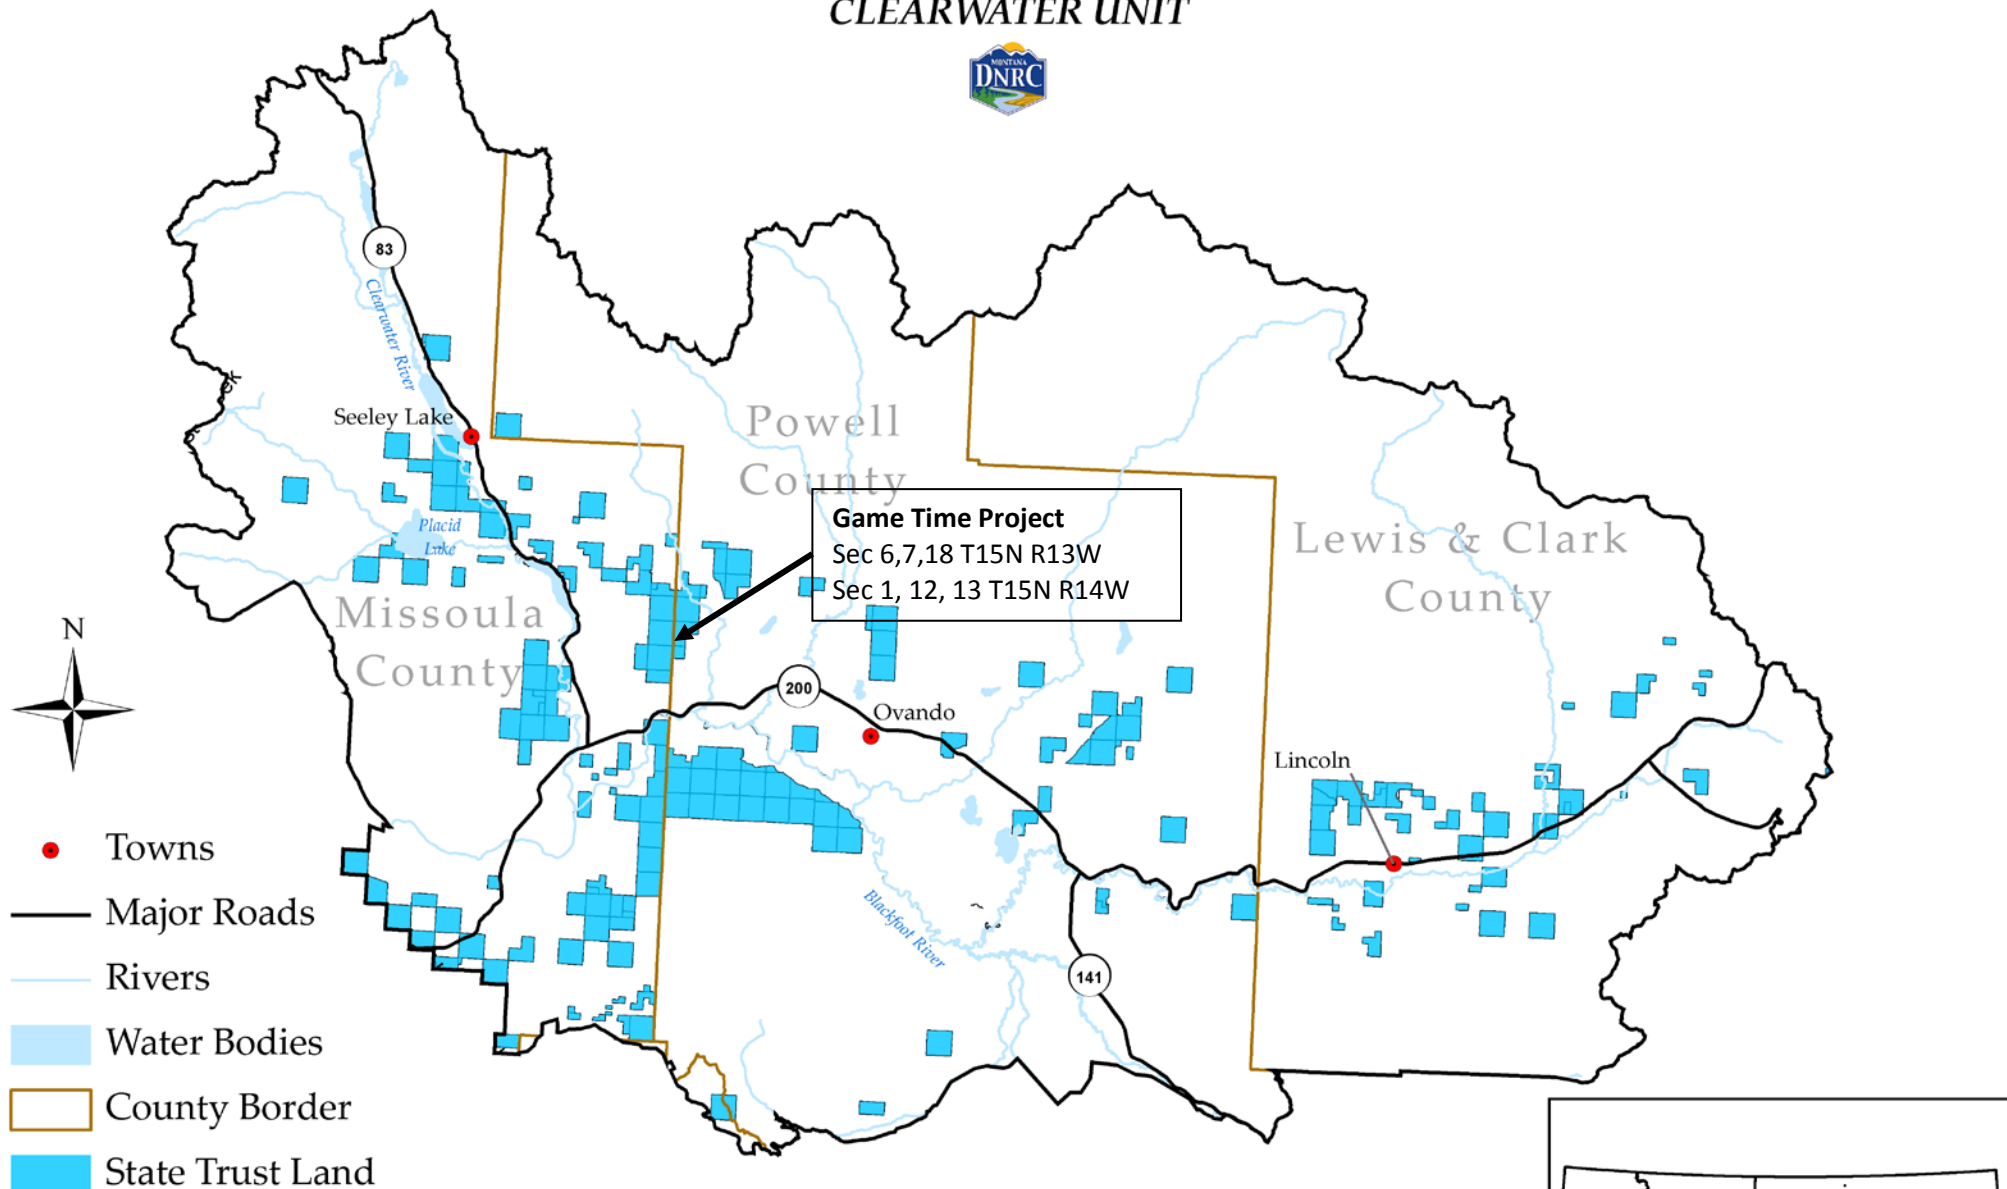 CLEARWATER UNIT
MONTANA
DNRC
83
Clearwater River
Seeley Lake
Powell
County
Game Time Project
Sec 6,7,18 T15N R13W
Sec 1, 12, 13 T15N R14W
Lewis & Clark
County
Placid
Lake
Missoula
County
N
200
Ovando
Lincoln
Blackfoot River
141
Towns
Major Roads
Rivers
Water Bodies
County Border
State Trust Land